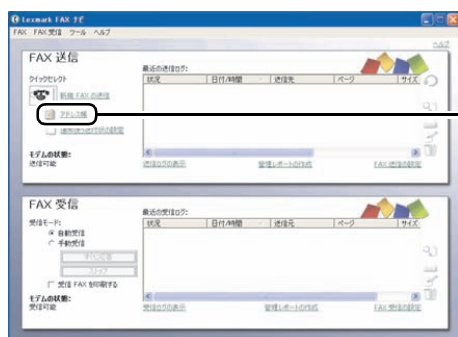 Lexmark FAX ナビ
FAX FAX 受信 ツール ヘルプ
ヘルプ
FAX 送信
クイックセレクト
最近の送信ログ:
状況 日付/時間 送信先 ページ サイズ
新規 FAX の送信
アドレス帳
モデムの状態:
送信可能
送信ログの表示 管理レポートの作成 FAX 送信の設定
FAX 受信
受信モード:
最近の受信ログ:
状況 日付/時間 送信元 ページ サイズ
自動受信
手動受信
ストップ
受信 FAX を印刷する
モデムの状態:
受信可能
受信ログの表示 管理レポートの作成 FAX 受信の設定